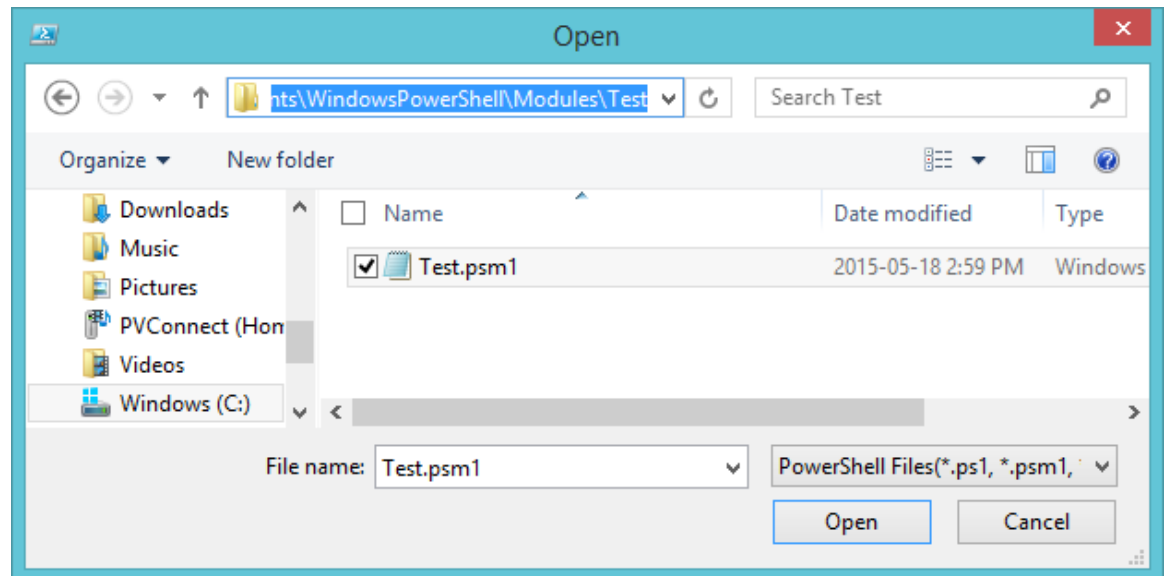 Open
nts\WindowsPowerShell\Modules\Test
Search Test
Organize
New folder
Downloads
Music
Pictures
PVConnect (Hom
Videos
Windows (C:)
Name
Date modified
Type
Test.psm1
2015-05-18 2:59 PM
Windows
File name:
Test.psm1
PowerShell Files(*.ps1, *.psm1,
Open
Cancel